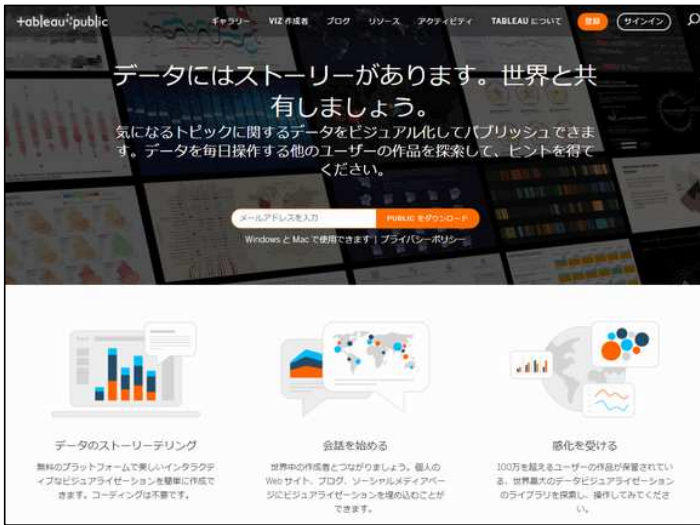 +ableau public
ギャラリー VIZ 作成者 ブログ リソース アクティビティ TABLEAU について 登録 サインイン
データにはストーリーがあります。世界と共
有しましょう。
気になるトピックに関するデータをビジュアル化してパブリッシュできま
す。データを毎日操作する他のユーザーの作品を探索して、ヒントを得て
ください。
メールアドレスを入力 PUBLIC をダウンロード
Windows と Mac で使用できます | プライバシーポリシー
データのストーリーテリング
無料のプラットフォームで美しいインタラクテ
ィブなビジュアライゼーションを簡単に作成で
きます。コーディングは不要です。
会話を始める
世界中の作成者とつながりましょう。個人の
Web サイト、ブログ、ソーシャルメディアペー
ジにビジュアライゼーションを埋め込むことが
できます。
感化を受ける
100万を超えるユーザーの作品が保管されてい
る、世界最大のデータビジュアライゼーション
のライブラリを探索し、操作してみてくださ
い。